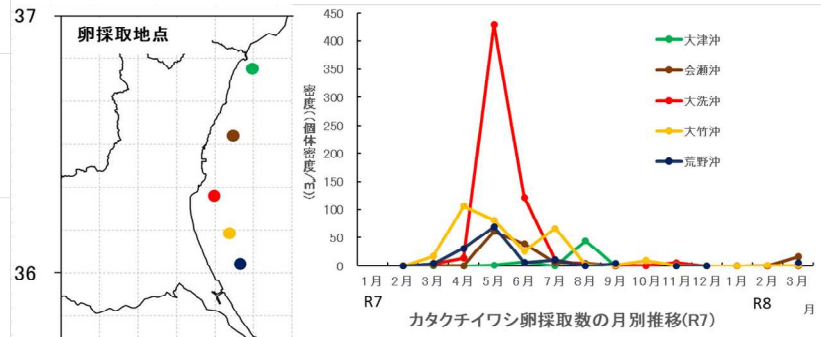 37
卵採取地点
36
密度(個体密度/㎥)
450
400
350
300
250
200
150
100
50
0
大津沖
会瀬沖
大洗沖
大竹沖
荒野沖
1月 2月 3月 4月 5月 6月 7月 8月 9月 10月 11月 12月 1月 2月 3月
R7 R8 月
カタクチイワシ卵採取数の月別推移(R7)